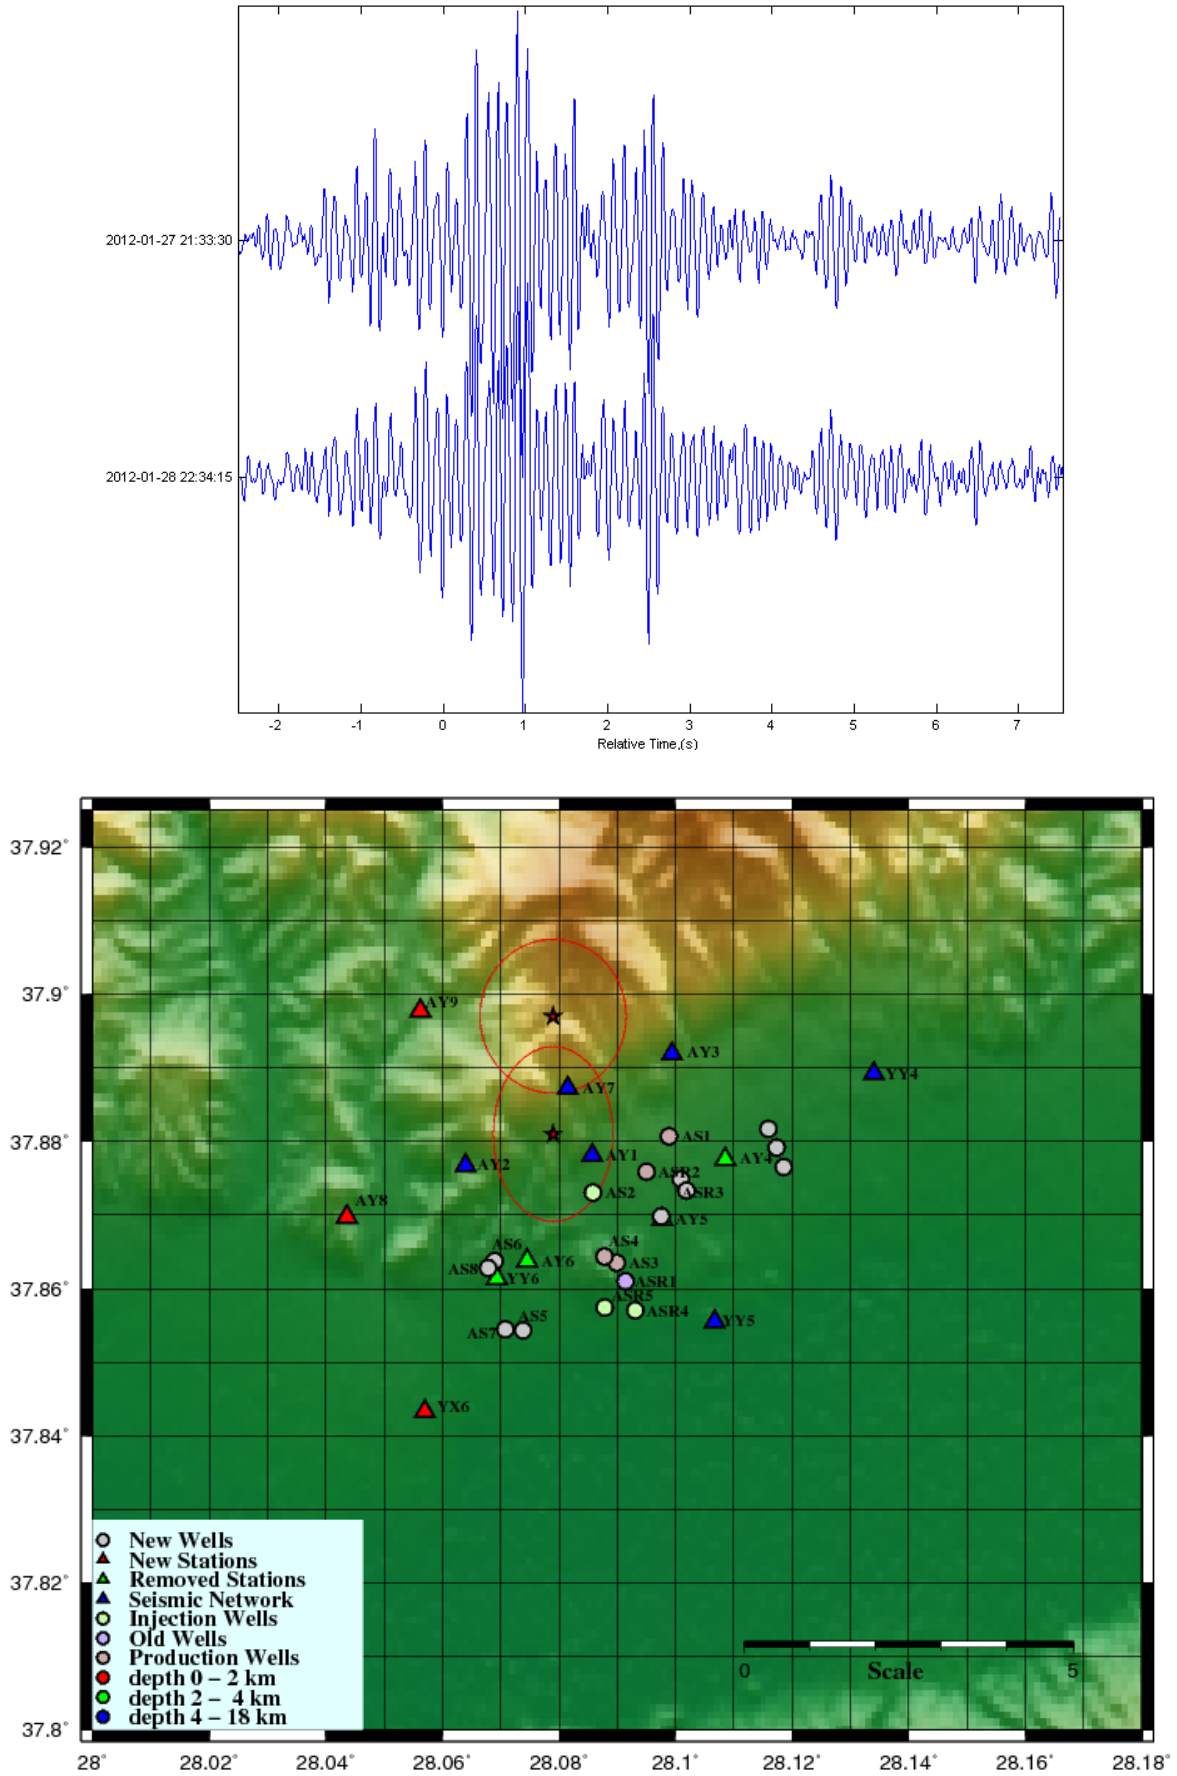 2012-01-27 21:33:30
2012-01-28 22:34:15
-2 -1 0 1 2 3 4 5 6 7
Relative Time,(s)
37.92°
37.9°
AY9
AY3
YY4
AY7
37.88°
AS1
AY2
AY1
AY4
ASR2
AS2
ASR3
AY8
AY5
AS6
AS4
AY6
AS3
AS8
YY6
ASR1
37.86°
ASR5
ASR4
AS5
AS7
YY5
YX6
37.84°
New Wells
New Stations
Removed Stations
37.82°
Seismic Network
Injection Wells
Old Wells
Production Wells
depth 0 – 2 km
depth 2 – 4 km
depth 4 – 18 km
0 Scale 5
37.8°
28° 28.02° 28.04° 28.06° 28.08° 28.1° 28.12° 28.14° 28.16° 28.18°